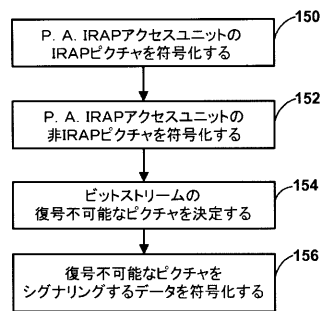 150
P. A. IRAPアクセスユニットの
IRAPピクチャを符号化する
152
P. A. IRAPアクセスユニットの
非IRAPピクチャを符号化する
154
ビットストリームの
復号不可能なピクチャを決定する
156
復号不可能なピクチャを
シグナリングするデータを符号化する